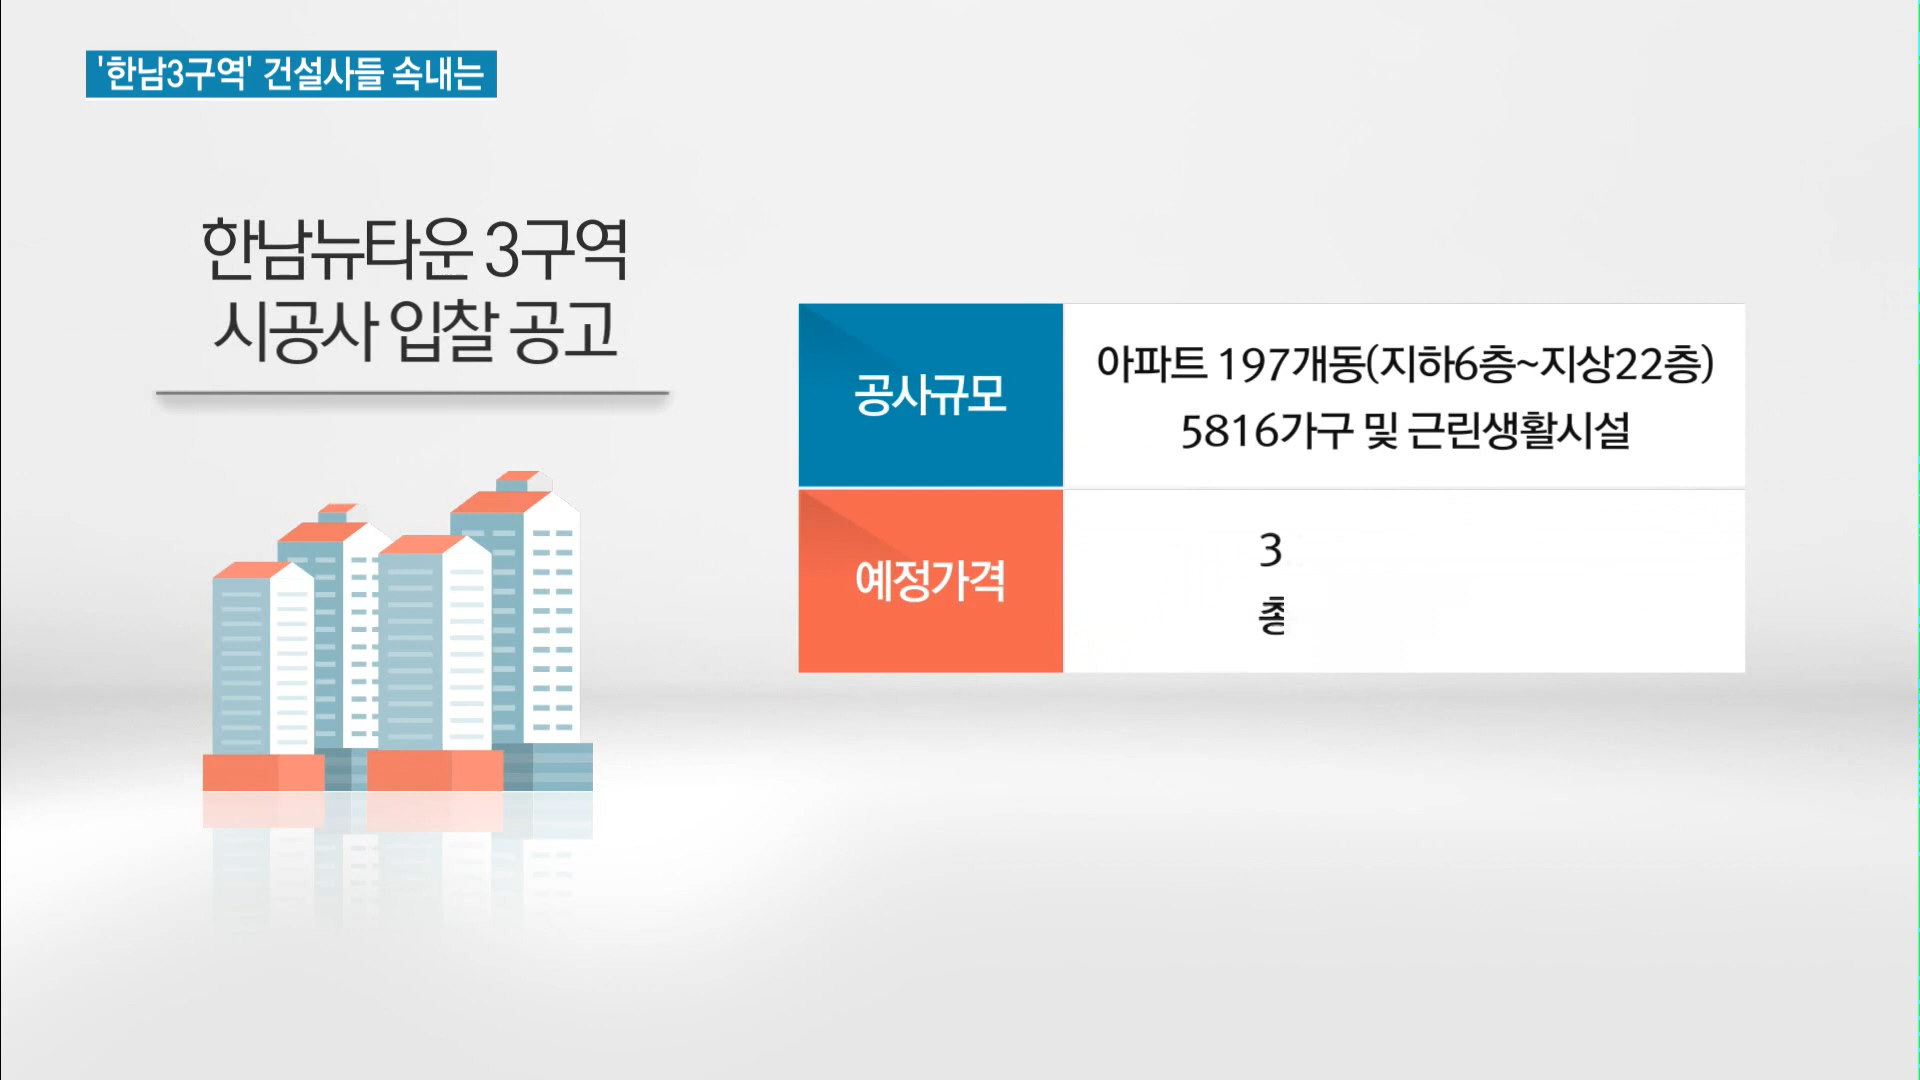 '한남3구역' 건설사들 속내는
한남뉴타운 3구역
시공사 입찰 공고
공사규모
아파트 197개동(지하6층~지상22층)
5816가구 및 근린생활시설
예정가격
3
총